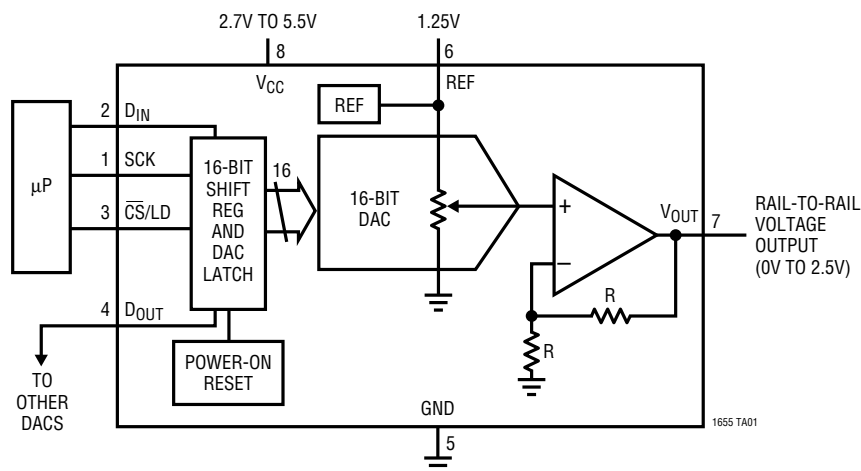 2.7V TO 5.5V
1.25V
8
6
VCC
REF
REF
µP
2
DIN
1
SCK
3
CS/LD
4
DOUT
16-BIT
SHIFT
REG
AND
DAC
LATCH
16
16-BIT
DAC
+
–
VOUT
7
RAIL-TO-RAIL
VOLTAGE
OUTPUT
(0V TO 2.5V)
R
R
POWER-ON
RESET
TO
OTHER
DACS
GND
5
1655 TA01